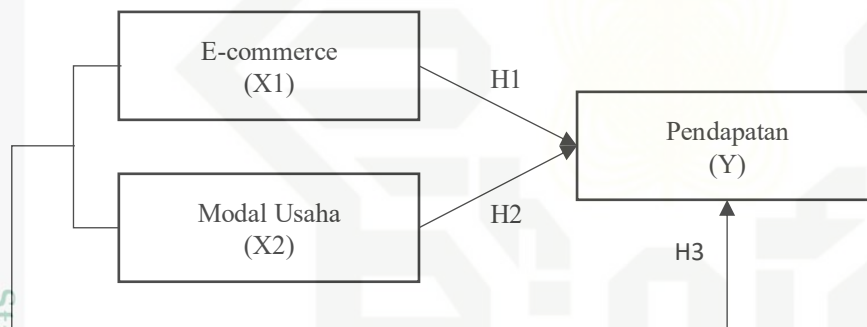 E-commerce
(X1)
H1
Pendapatan
(Y)
Modal Usaha
(X2)
H2
H3